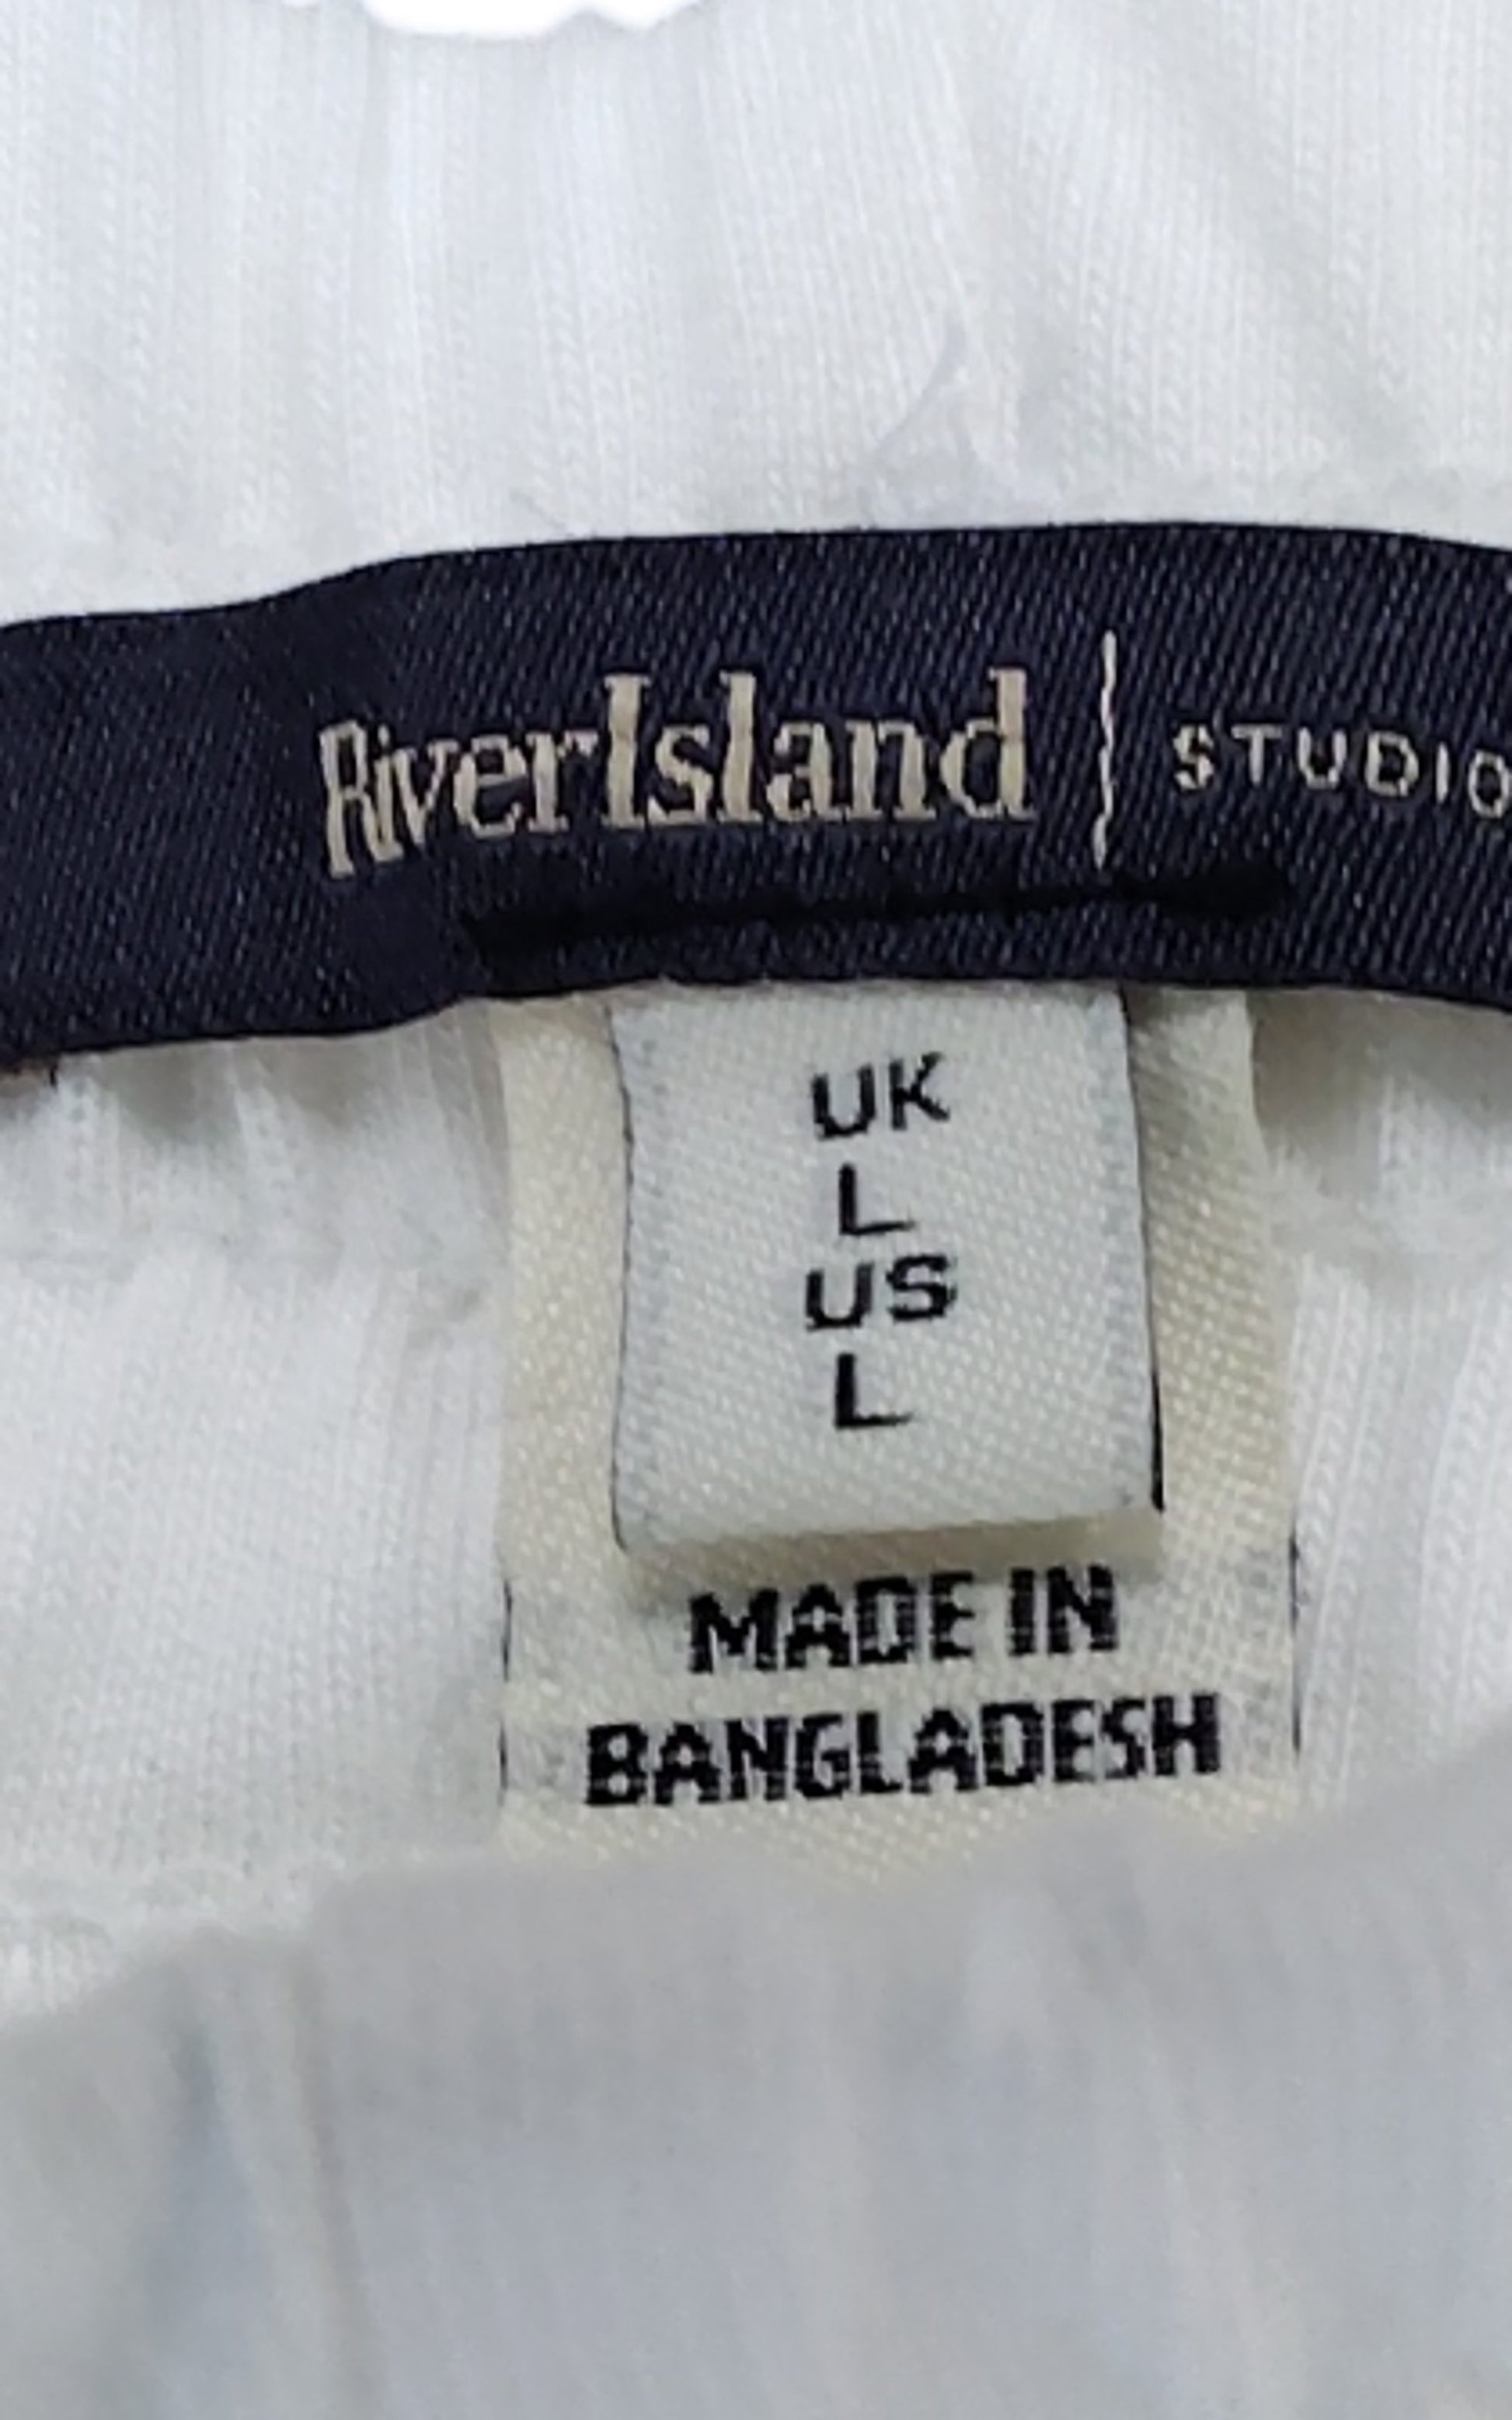 RiverIsland | STUDIO
UK
L
US
L
MADE IN
BANGLADESH